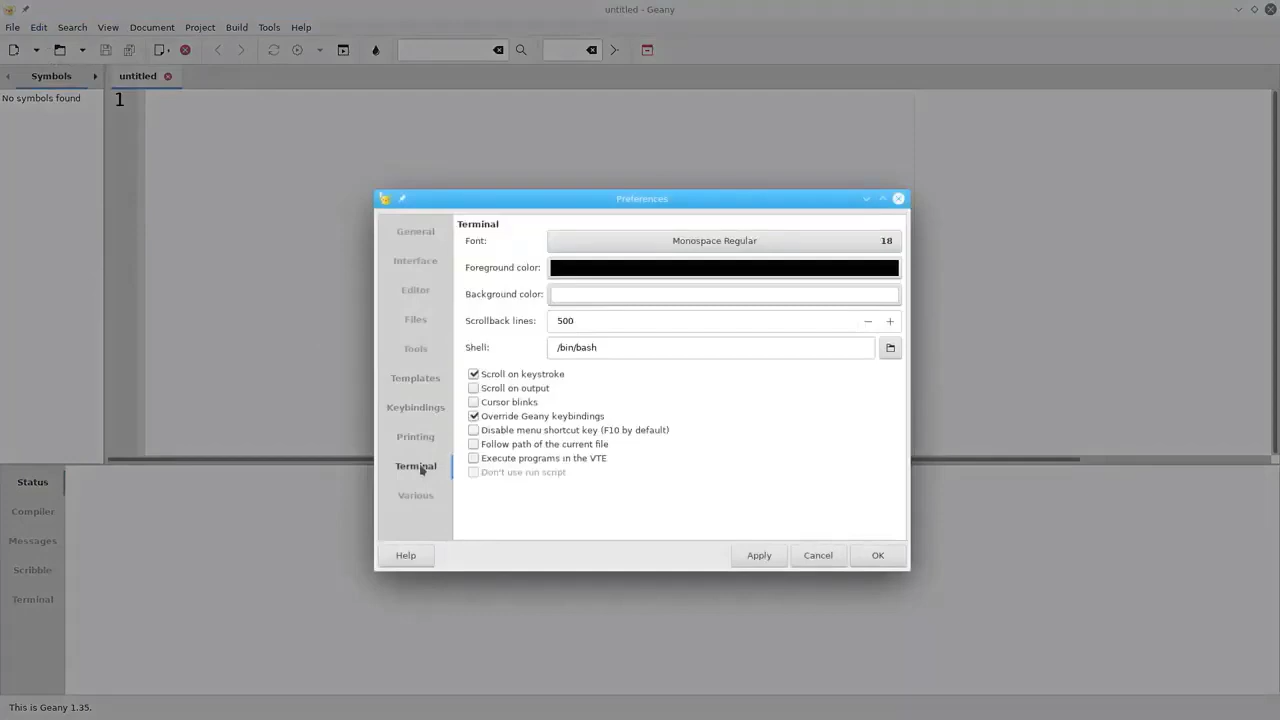 untitled - Geany
File Edit Search View Document Project Build Tools Help
Symbols
untitled
No symbols found
1
Preferences
General
Interface
Editor
Files
Tools
Templates
Keybindings
Printing
Terminal
Various
Terminal
Font: Monospace Regular 18
Foreground color:
Background color:
Scrollback lines: 500
Shell: /bin/bash
Scroll on keystroke
Scroll on output
Cursor blinks
Override Geany keybindings
Disable menu shortcut key (F10 by default)
Follow path of the current file
Execute programs in the VTE
Don't use run script
Help Apply Cancel OK
Status
Compiler
Messages
Scribble
Terminal
This is Geany 1.35.